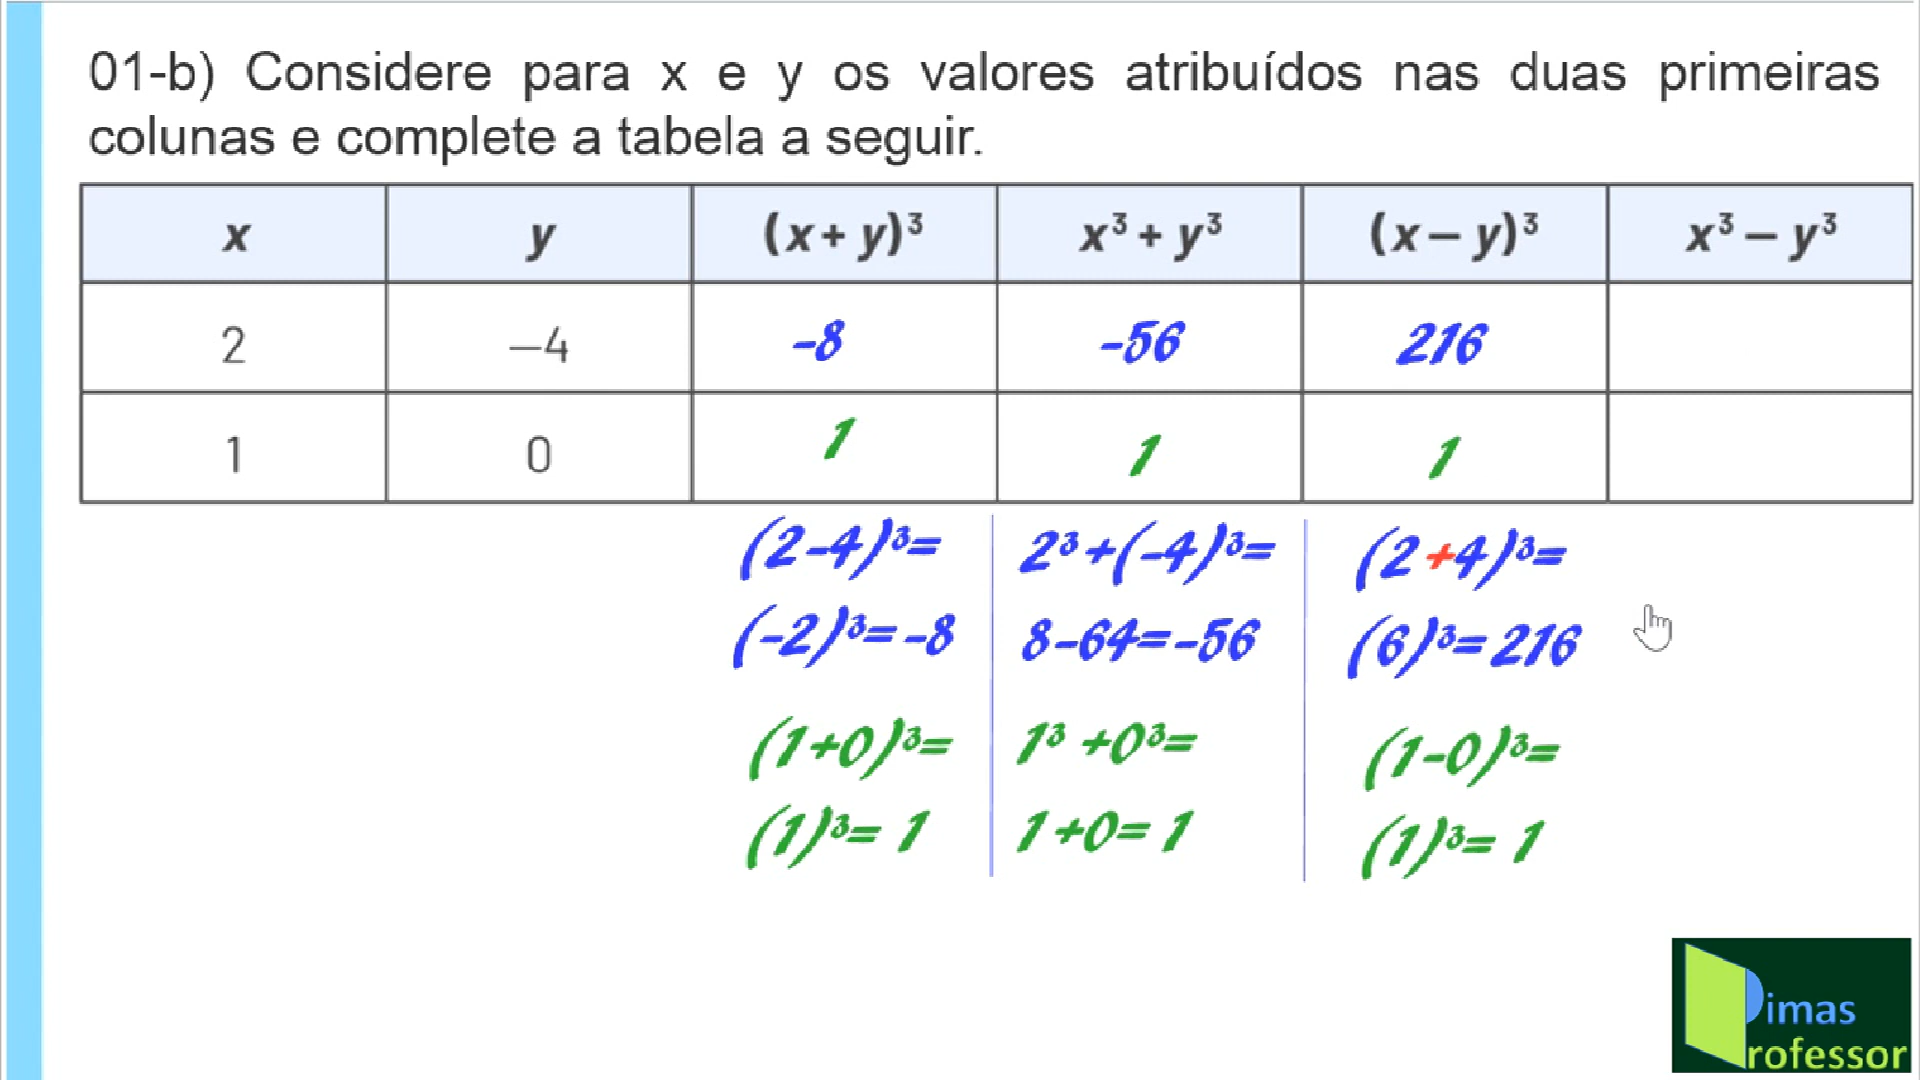 01-b) Considere para x e y os valores atribuídos nas duas primeiras
colunas e complete a tabela a seguir.
x y (x + y)³ x³ + y³ (x – y)³ x³ – y³
2 –4 -8 -56 216
1 0 1 1 1
(2-4)³= 2³+(-4)³= (2+4)³=
(-2)³=-8 8-64=-56 (6)³=216
(1+0)³= 1³ +0³= (1-0)³=
(1)³= 1 1+0= 1 (1)³= 1
Dimas
Professor